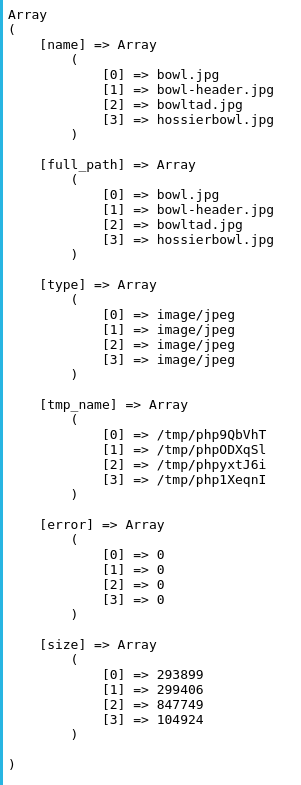 Array
(
    [name] => Array
        (
            [0] => bowl.jpg
            [1] => bowl-header.jpg
            [2] => bowltad.jpg
            [3] => hossierbowl.jpg
        )

    [full_path] => Array
        (
            [0] => bowl.jpg
            [1] => bowl-header.jpg
            [2] => bowltad.jpg
            [3] => hossierbowl.jpg
        )

    [type] => Array
        (
            [0] => image/jpeg
            [1] => image/jpeg
            [2] => image/jpeg
            [3] => image/jpeg
        )

    [tmp_name] => Array
        (
            [0] => /tmp/php9QbVhT
            [1] => /tmp/phpODXqSl
            [2] => /tmp/phpyxtJ6i
            [3] => /tmp/php1XeqnI
        )

    [error] => Array
        (
            [0] => 0
            [1] => 0
            [2] => 0
            [3] => 0
        )

    [size] => Array
        (
            [0] => 293899
            [1] => 299406
            [2] => 847749
            [3] => 104924
        )

)